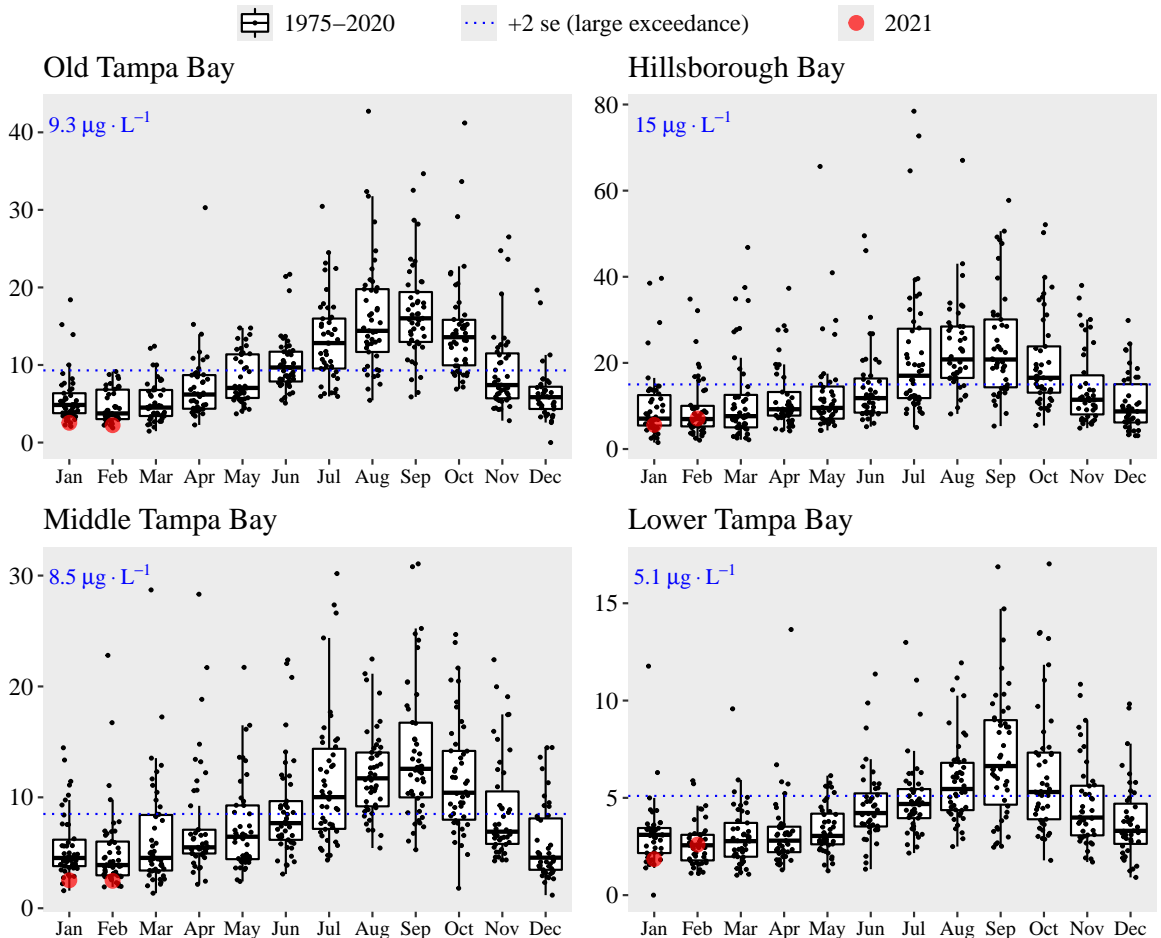 1975–2020 +2 se (large exceedance) 2021
Old Tampa Bay
9.3 μg · L⁻¹
40
30
20
10
0
Jan Feb Mar Apr May Jun Jul Aug Sep Oct Nov Dec
Hillsborough Bay
15 μg · L⁻¹
80
60
40
20
0
Jan Feb Mar Apr May Jun Jul Aug Sep Oct Nov Dec
Middle Tampa Bay
8.5 μg · L⁻¹
30
20
10
0
Jan Feb Mar Apr May Jun Jul Aug Sep Oct Nov Dec
Lower Tampa Bay
5.1 μg · L⁻¹
15
10
5
0
Jan Feb Mar Apr May Jun Jul Aug Sep Oct Nov Dec